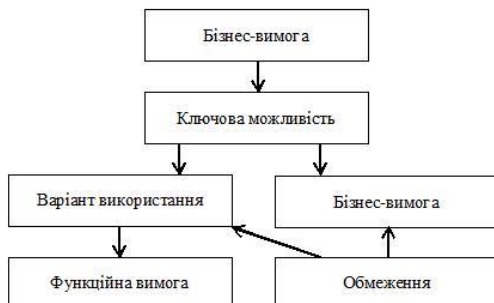 Бізнес-вимога
Ключова можливість
Варіант використання
Бізнес-вимога
Функційна вимога
Обмеження